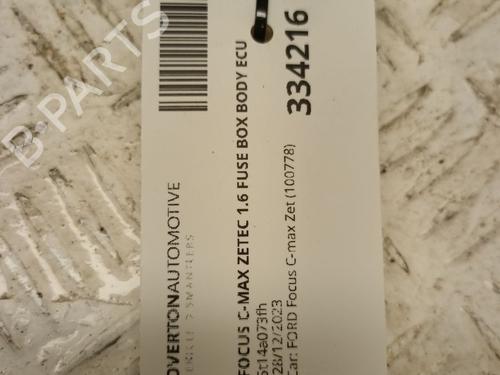 OVERTONAUTOMOTIVE
FOCUS C-MAX ZETEC 1.6 FUSE BOX BODY ECU
5t14a073fh
28/12/2023
Car: FORD Focus C-max Zet (100778)
334216
B-PARTS